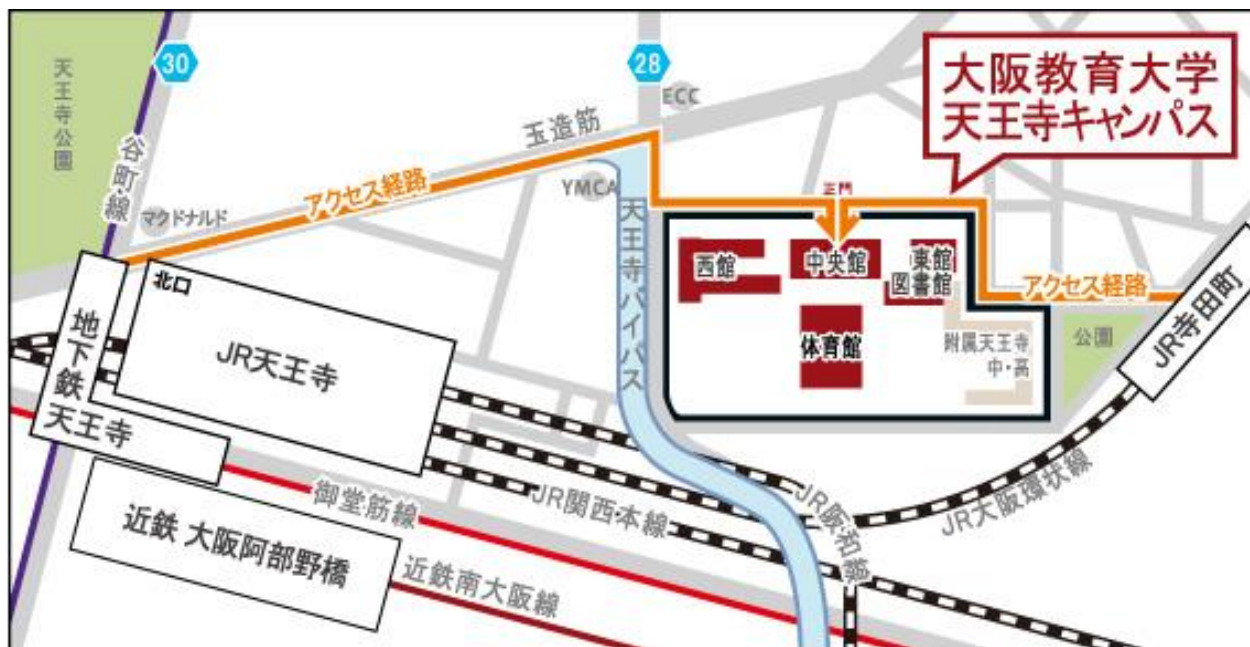 30
28
大阪教育大学
天王寺キャンパス
天王寺公園
谷町線
ECC
玉造筋
YMCA
アクセス経路
マクドナルド
天王寺バイパス
正門
西館
中央館
東館
図書館
体育館
附属天王寺
中・高
アクセス経路
公園
JR寺田町
北口
JR天王寺
地下鉄
天王寺
御堂筋線
JR関西本線
JR阪和線
JR大阪環状線
近鉄 大阪阿部野橋
近鉄南大阪線